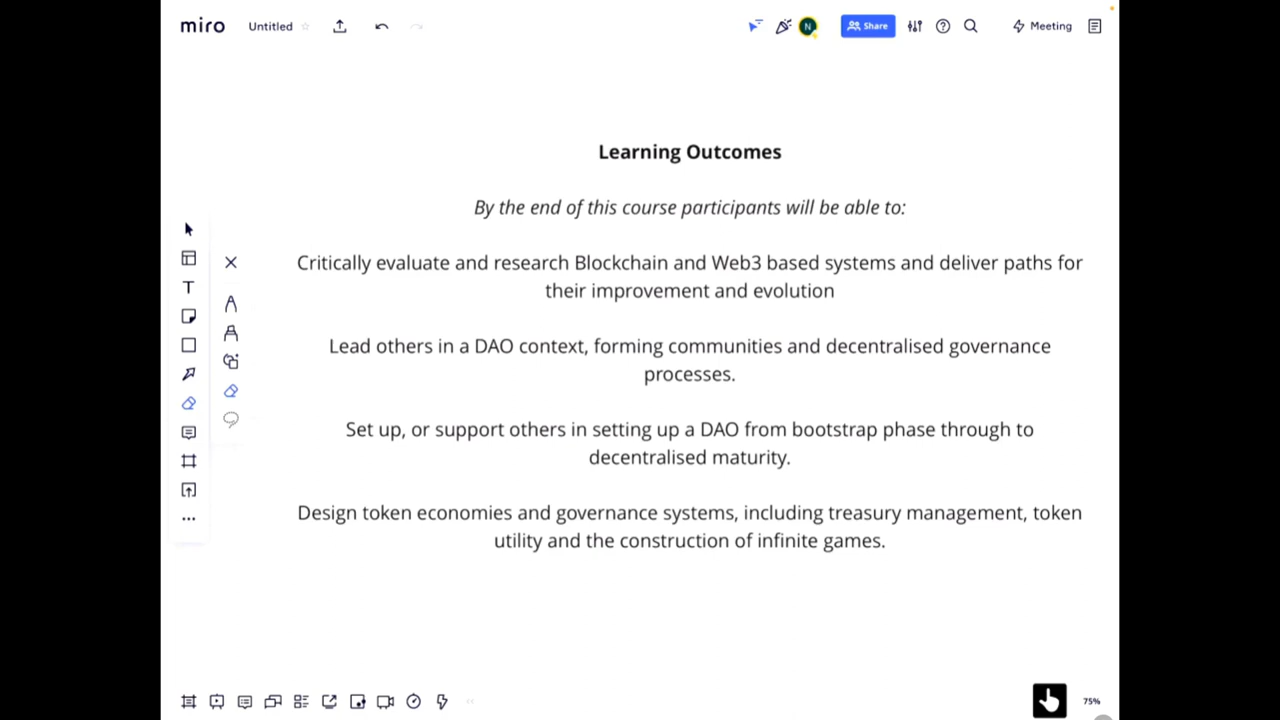 miro Untitled Share Meeting
N
Learning Outcomes
By the end of this course participants will be able to:
Critically evaluate and research Blockchain and Web3 based systems and deliver paths for
their improvement and evolution
Lead others in a DAO context, forming communities and decentralised governance
processes.
Set up, or support others in setting up a DAO from bootstrap phase through to
decentralised maturity.
Design token economies and governance systems, including treasury management, token
utility and the construction of infinite games.
75%